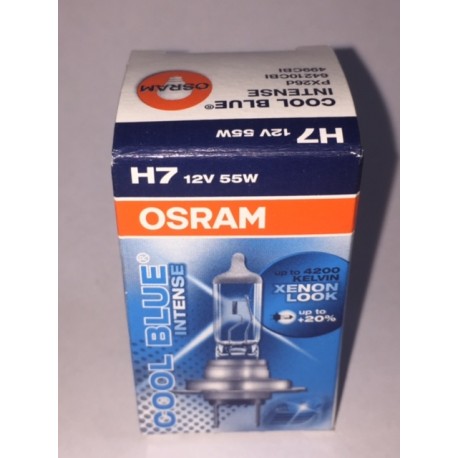 OSRAM
COOL BLUE®
INTENSE
PX26d
64210CBI
499CBI
H7 12V 55W
H7 12V 55W
OSRAM
COOL BLUE®
INTENSE
up to 4200
KELVIN
XENON
LOOK
up to
+20%